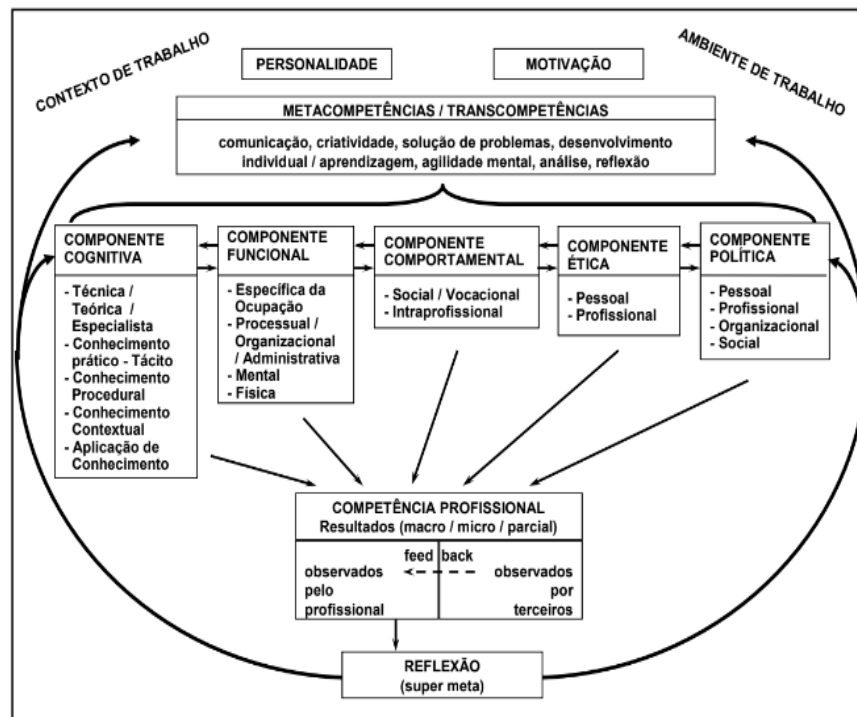 CONTEXTO DE TRABALHO
PERSONALIDADE
MOTIVAÇÃO
AMBIENTE DE TRABALHO
METACOMPETÊNCIAS / TRANSCOMPETÊNCIAS
comunicação, criatividade, solução de problemas, desenvolvimento
individual / aprendizagem, agilidade mental, análise, reflexão
COMPONENTE
COGNITIVA
- Técnica /
Teórica /
Especialista
- Conhecimento
prático - Tácito
- Conhecimento
Procedural
- Conhecimento
Contextual
- Aplicação de
Conhecimento
COMPONENTE
FUNCIONAL
- Específica da
Ocupação
- Processual /
Organizacional
/ Administrativa
- Mental
- Física
COMPONENTE
COMPORTAMENTAL
- Social / Vocacional
- Intraprofissional
COMPONENTE
ÉTICA
- Pessoal
- Profissional
COMPONENTE
POLÍTICA
- Pessoal
- Profissional
- Organizacional
- Social
COMPETÊNCIA PROFISSIONAL
Resultados (macro / micro / parcial)
feed back
observados
pelo
profissional
observados
por
terceiros
REFLEXÃO
(super meta)